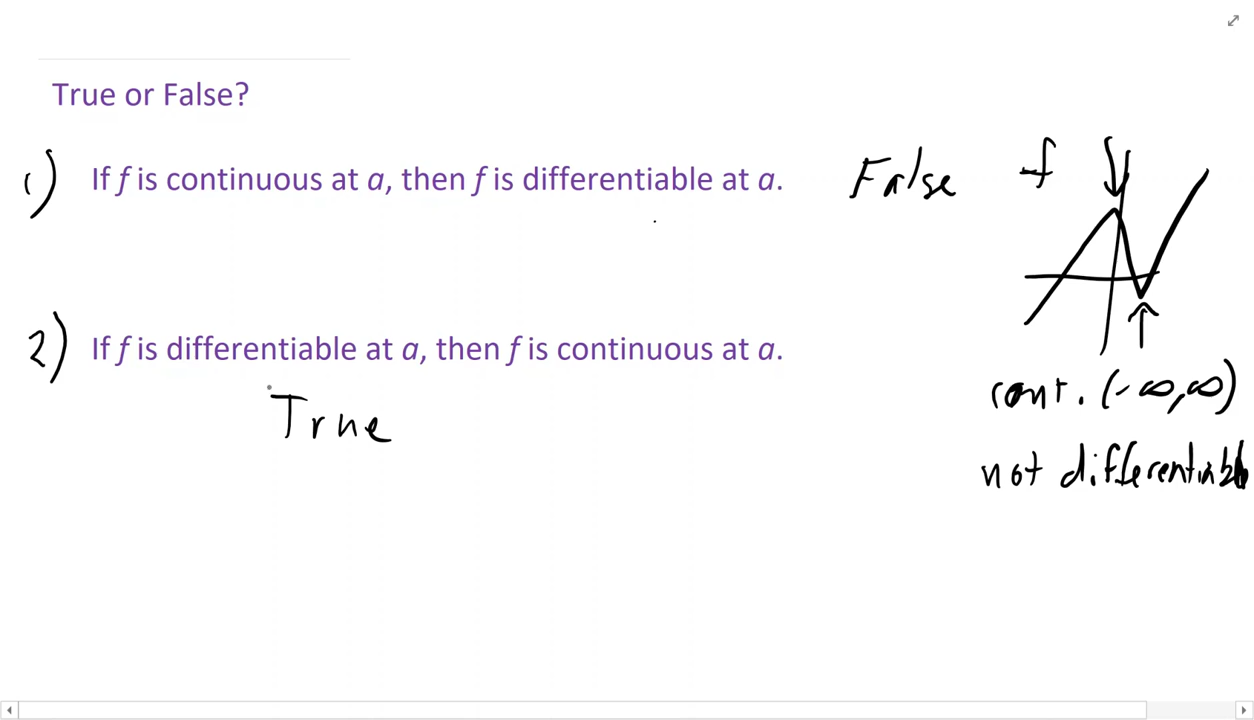 True or False?
1) If f is continuous at a, then f is differentiable at a. False f
2) If f is differentiable at a, then f is continuous at a.
cont. (-∞,∞)
True
not differentiable